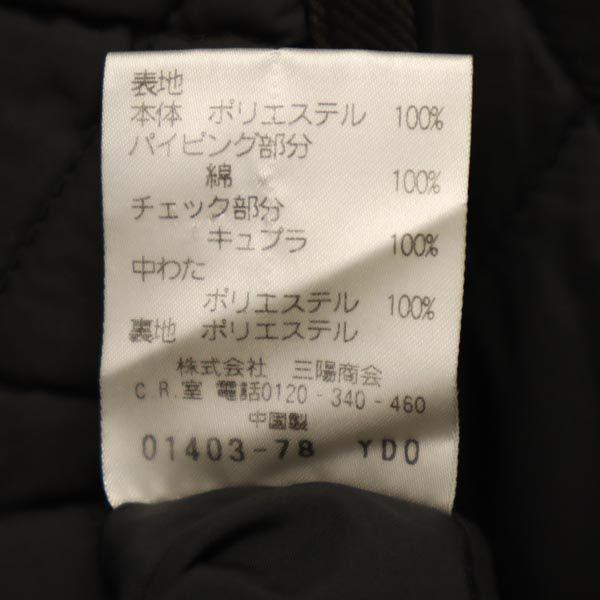 表地
本体 ポリエステル 100%
パイピング部分
綿 100%
チェック部分
キュプラ 100%
中わた
ポリエステル 100%
裏地 ポリエステル
株式会社 三陽商会
C.R.室 電話0120-340-460
中国製
01403-78 YDO